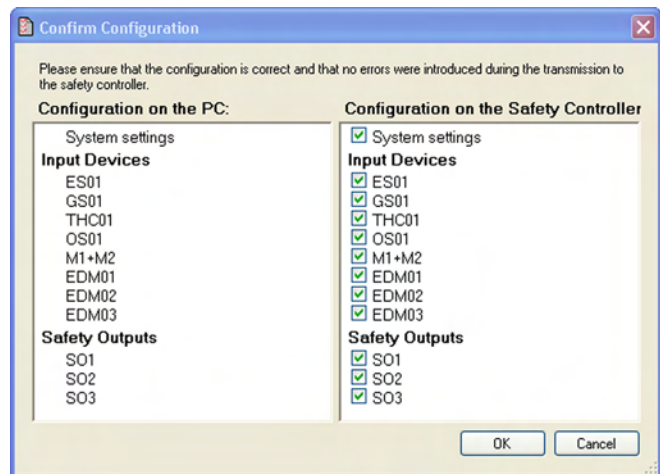 Confirm Configuration
Please ensure that the configuration is correct and that no errors were introduced during the transmission to
the safety controller.
Configuration on the PC:
System settings
Input Devices
ES01
GS01
THC01
OS01
M1+M2
EDM01
EDM02
EDM03
Safety Outputs
SO1
SO2
SO3
Configuration on the Safety Controller
System settings
Input Devices
ES01
GS01
THC01
OS01
M1+M2
EDM01
EDM02
EDM03
Safety Outputs
SO1
SO2
SO3
OK
Cancel